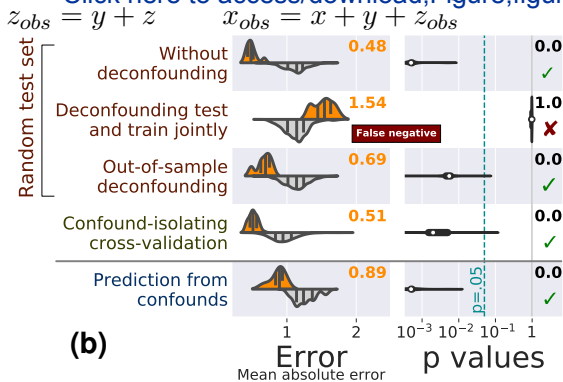 Click here to access/download;Figure;figur
z_obs = y + z
x_obs = x + y + z_obs
Random test set
Without
deconfounding
0.48
0.0
✓
Deconfounding test
and train jointly
1.54
False negative
1.0
✘
Out-of-sample
deconfounding
0.69
0.0
✓
Confound-isolating
cross-validation
0.51
0.0
✓
Prediction from
confounds
0.89
p=.05
0.0
✓
1 2
10⁻³ 10⁻² 10⁻¹ 1
(b)
Error
Mean absolute error
p values